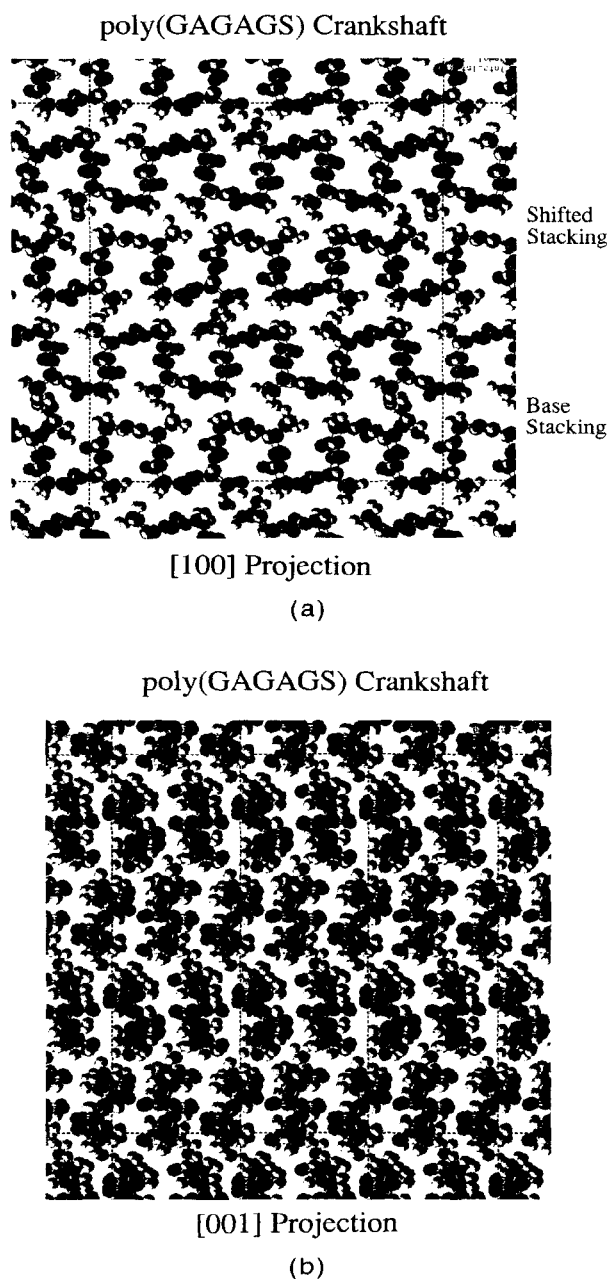 poly(GAGAGS) Crankshaft
Shifted
Stacking
Base
Stacking
[100] Projection
(a)
poly(GAGAGS) Crankshaft
[001] Projection
(b)